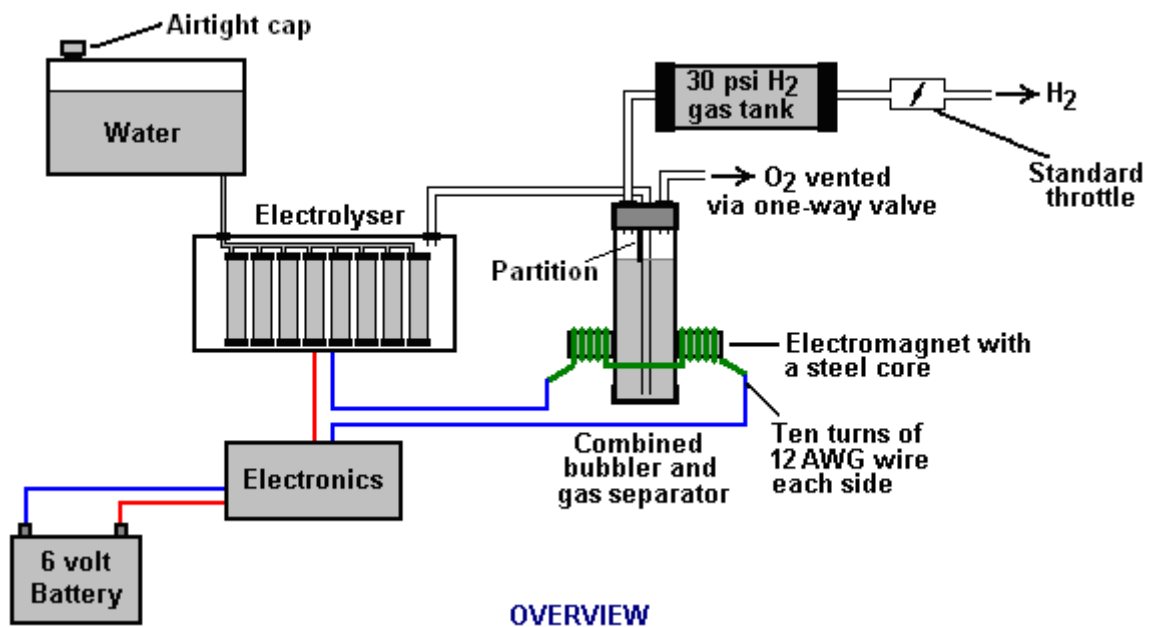 Airtight cap
Water
30 psi H2
gas tank
H2
Standard
throttle
O2 vented
via one-way valve
Electrolyser
Partition
Electromagnet with
a steel core
Combined
bubbler and
gas separator
Ten turns of
12 AWG wire
each side
Electronics
6 volt
Battery
OVERVIEW